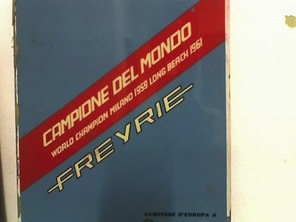 CAMPIONE DEL MONDO
WORLD CHAMPION MILANO 1959 LONG BEACH 1961
FREYRIE
CAMPIONE D'EUROPA A